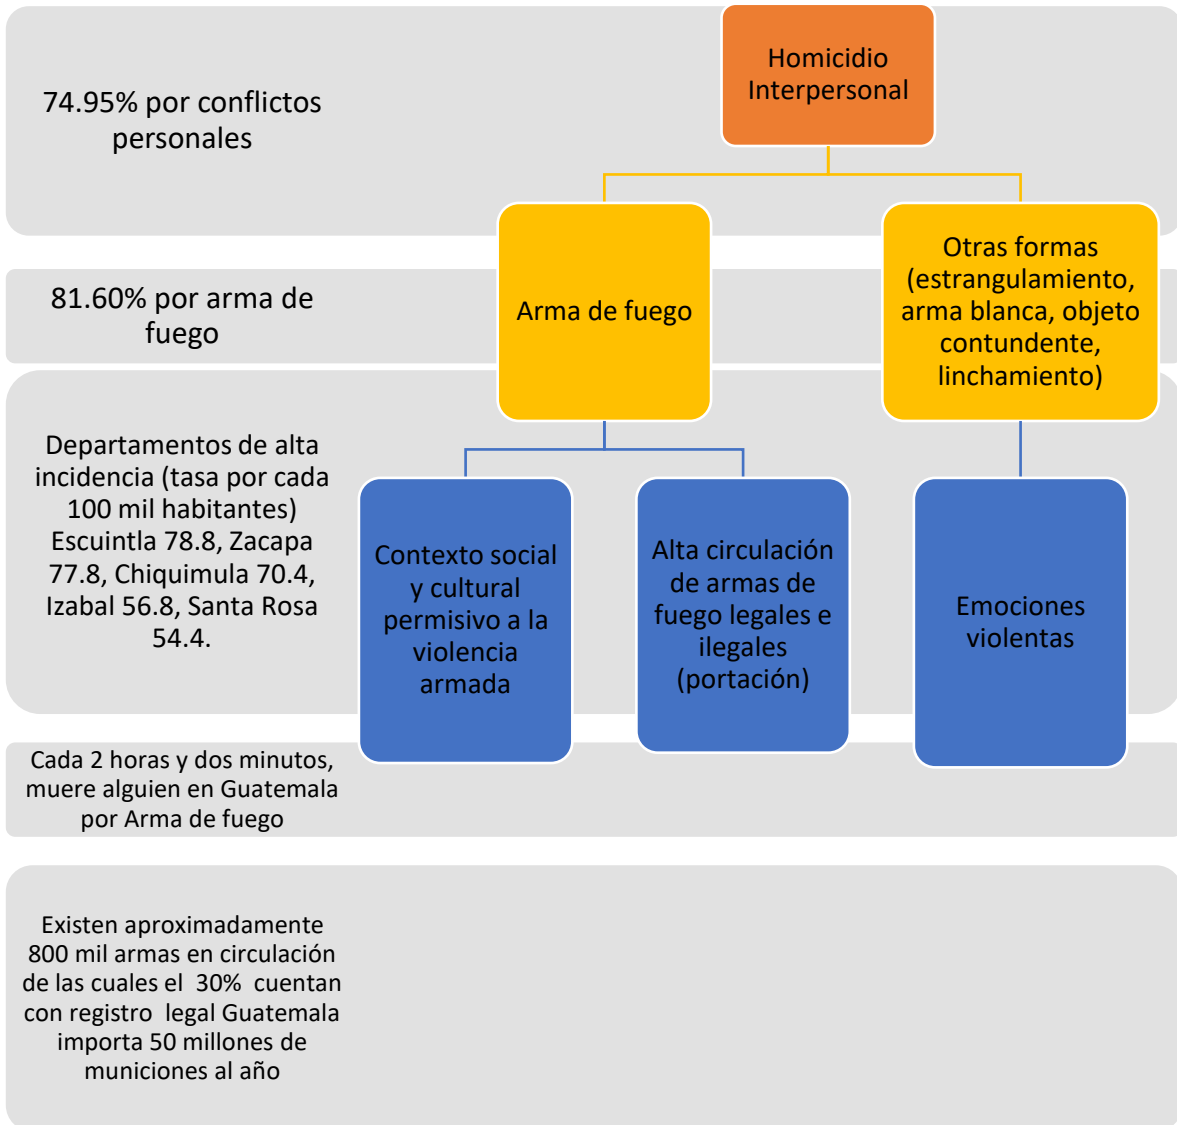 Homicidio
Interpersonal
74.95% por conflictos
personales
Arma de fuego
Otras formas
(estrangulamiento,
arma blanca, objeto
contundente,
linchamiento)
81.60% por arma de
fuego
Departamentos de alta
incidencia (tasa por cada
100 mil habitantes)
Escuintla 78.8, Zacapa
77.8, Chiquimula 70.4,
Izabal 56.8, Santa Rosa
54.4.
Contexto social
y cultural
permisivo a la
violencia
armada
Alta circulación
de armas de
fuego legales e
ilegales
(portación)
Emociones
violentas
Cada 2 horas y dos minutos,
muere alguien en Guatemala
por Arma de fuego
Existen aproximadamente
800 mil armas en circulación
de las cuales el  30%  cuentan
con registro  legal Guatemala
importa 50 millones de
municiones al año